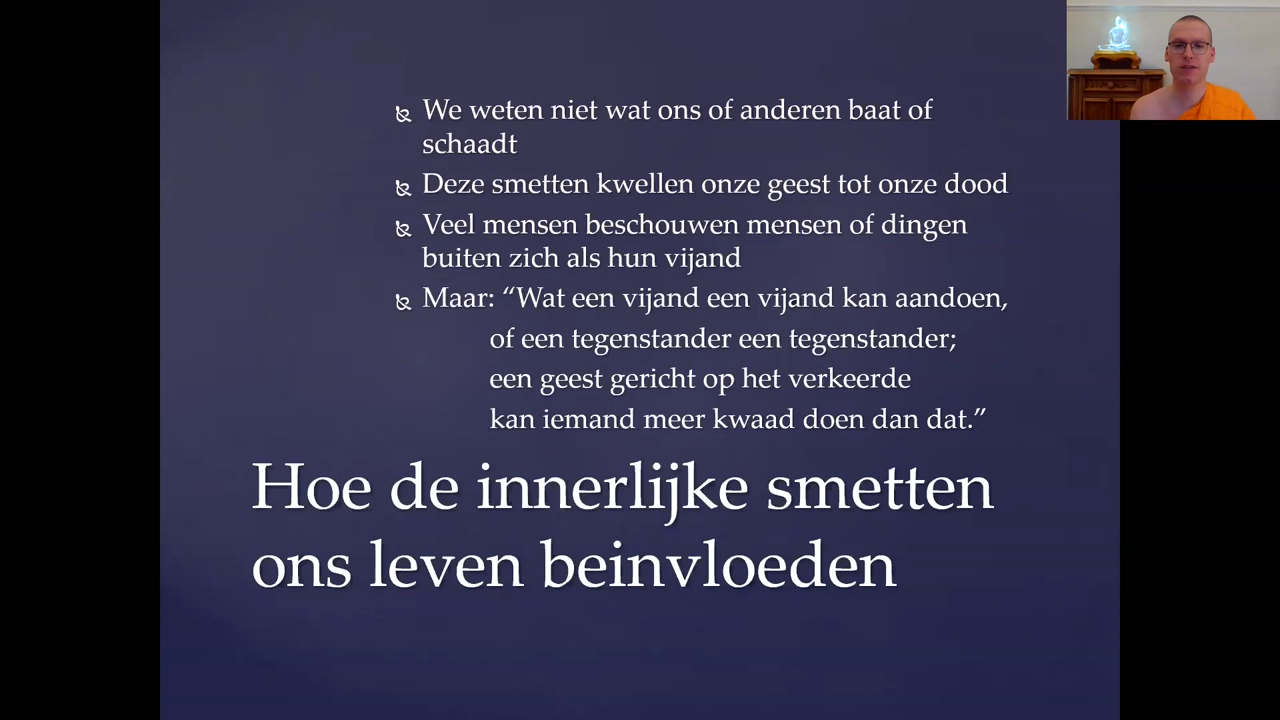 We weten niet wat ons of anderen baat of
schaadt
Deze smetten kwellen onze geest tot onze dood
Veel mensen beschouwen mensen of dingen
buiten zich als hun vijand
Maar: “Wat een vijand een vijand kan aandoen,
of een tegenstander een tegenstander;
een geest gericht op het verkeerde
kan iemand meer kwaad doen dan dat.”
Hoe de innerlijke smetten
ons leven beinvloeden